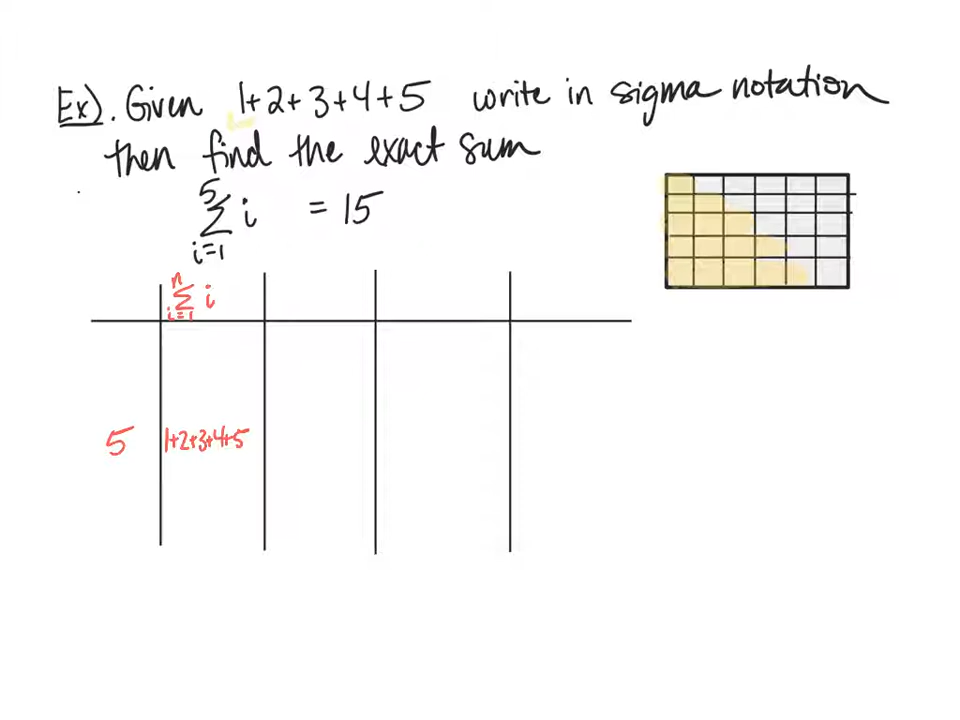 Ex). Given 1+2+3+4+5 write in sigma notation
then find the exact sum
5
∑ i = 15
i=1
n
∑ i
i=1
5 1+2+3+4+5